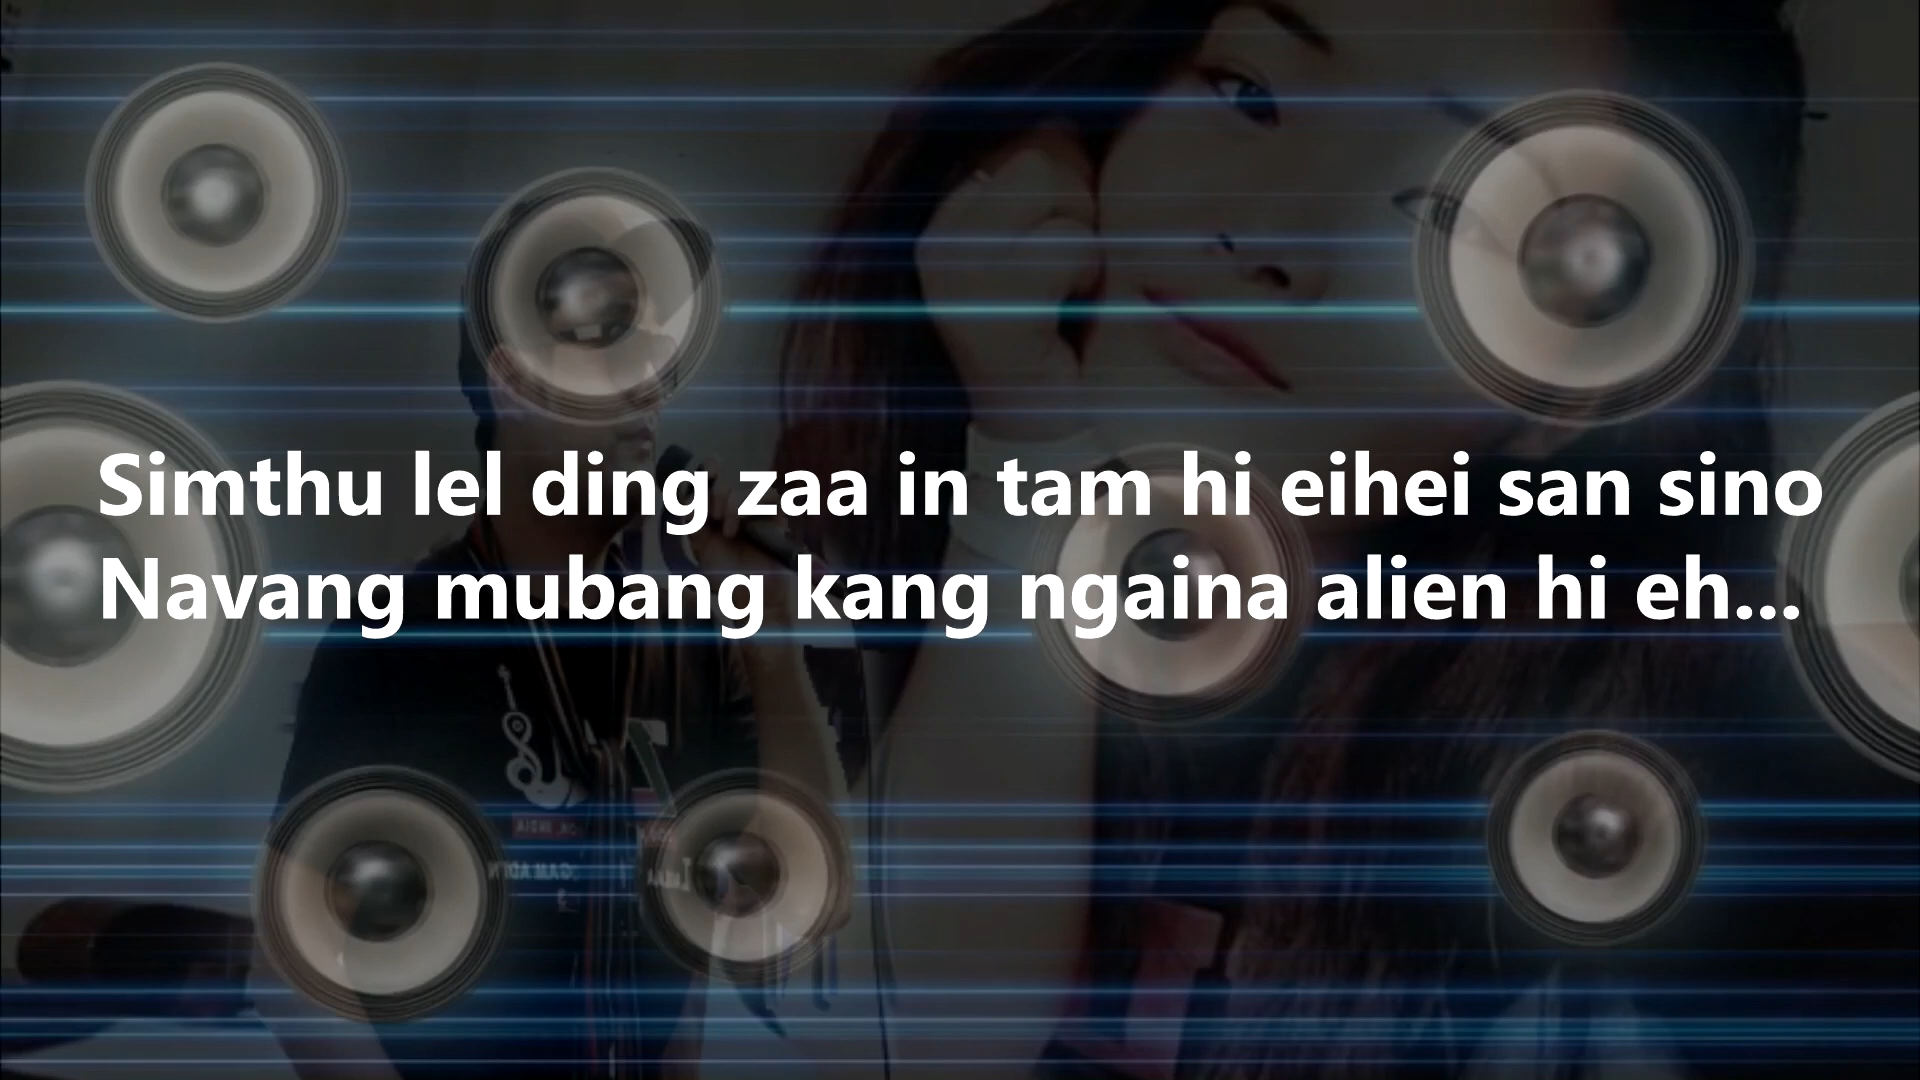 Simthu lel ding zaa in tam hi eihei san sino
Navang mubang kang ngaina alien hi eh...